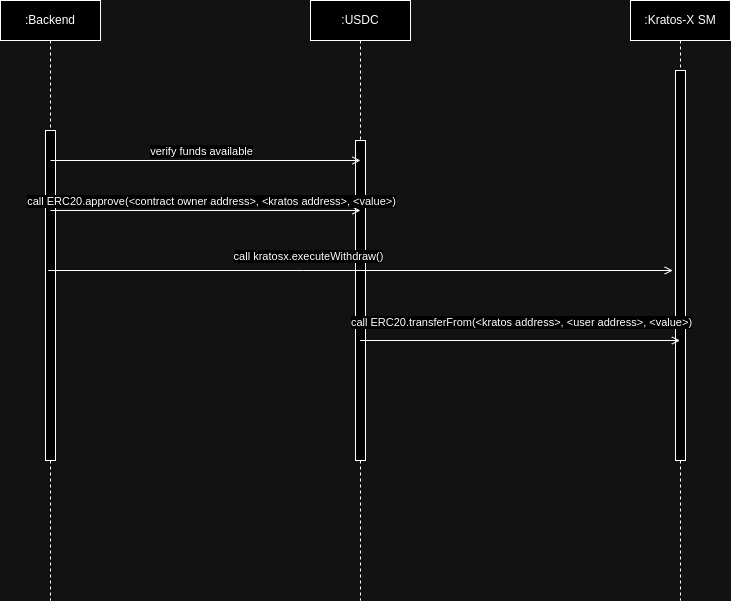 :Backend
:USDC
:Kratos-X SM
verify funds available
call ERC20.approve(<contract owner address>, <kratos address>, <value>)
call kratosx.executeWithdraw()
call ERC20.transferFrom(<kratos address>, <user address>, <value>)